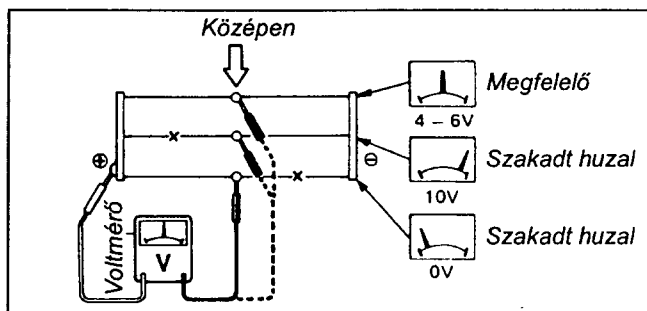 Középen
Megfelelő
4 – 6V
Szakadt huzal
10V
Szakadt huzal
0V
⊕
⊖
Voltmérő
V